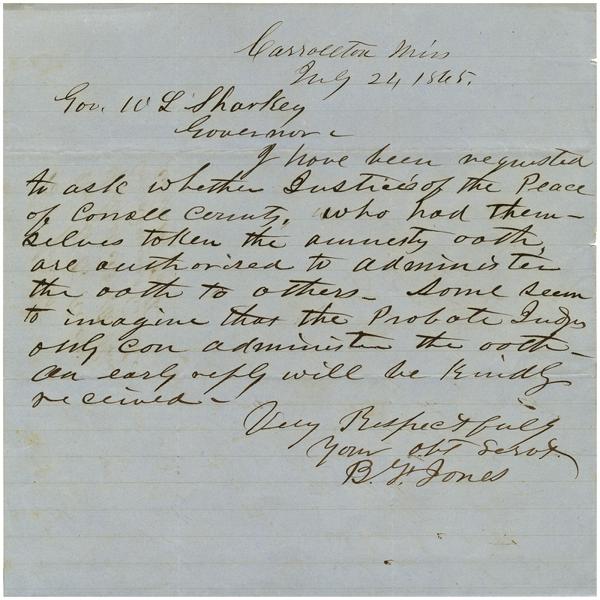 Carrollton Miss
July 24 1865.
Gov. W L Sharkey
Governor
I have been requested
to ask whether Justices of the Peace
of Carroll County, who had them-
selves taken the amnesty oath,
are authorised to administer
the oath to others - Some seem
to imagine that the Probate Judge
only can administer the oath -
An early reply will be kindly
received -
Very Respectfully
Your obt servt
B. F. Jones